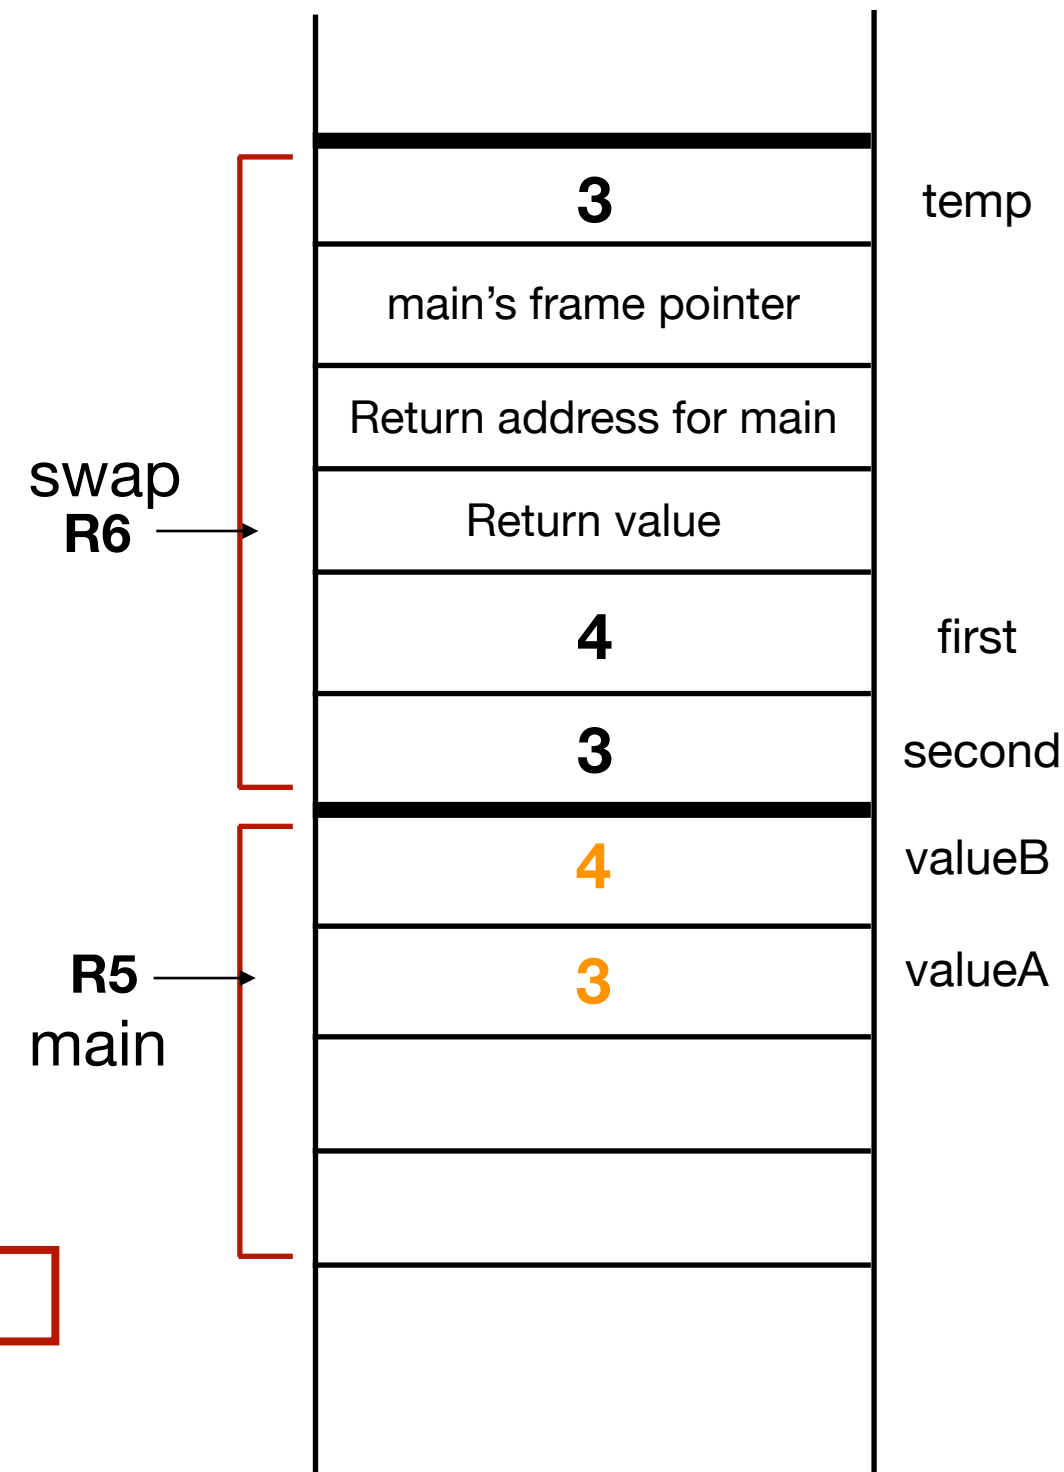 3 temp
main’s frame pointer
Return address for main
swap
R6 Return value
4 first
3 second
4 valueB
R5 3 valueA
main